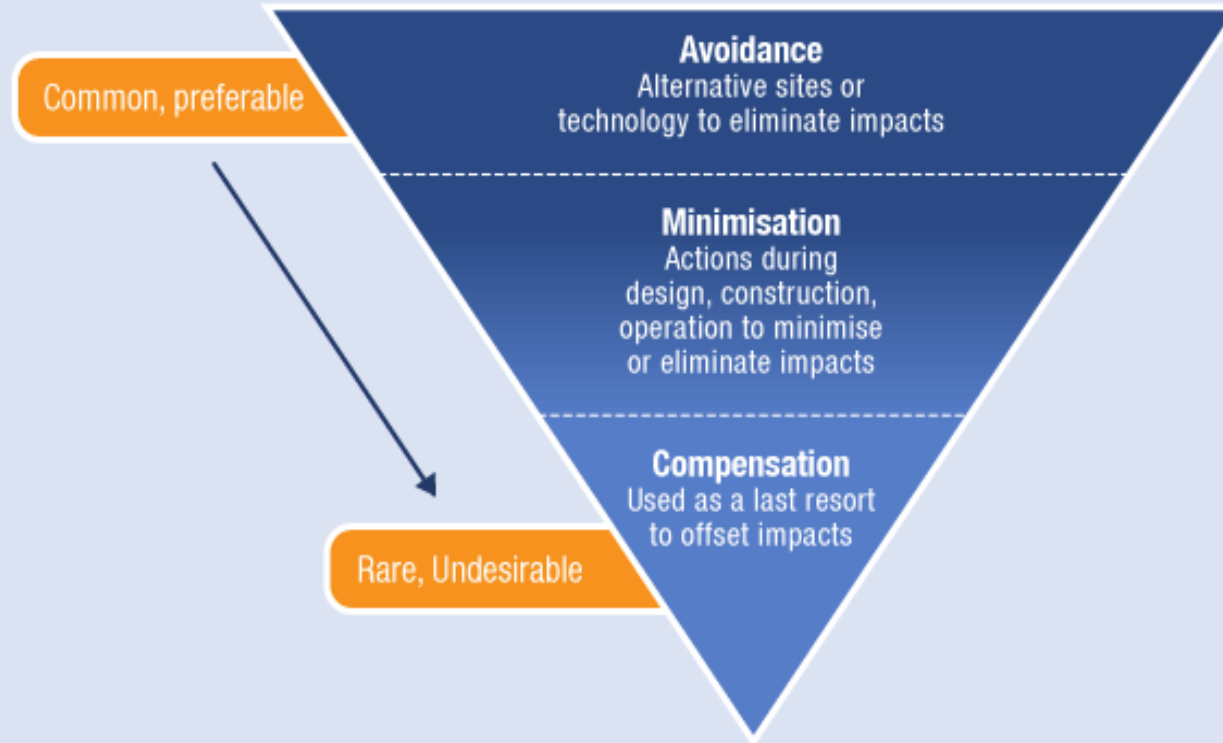 Avoidance
Alternative sites or
technology to eliminate impacts
Common, preferable
Minimisation
Actions during
design, construction,
operation to minimise
or eliminate impacts
Compensation
Used as a last resort
to offset impacts
Rare, Undesirable